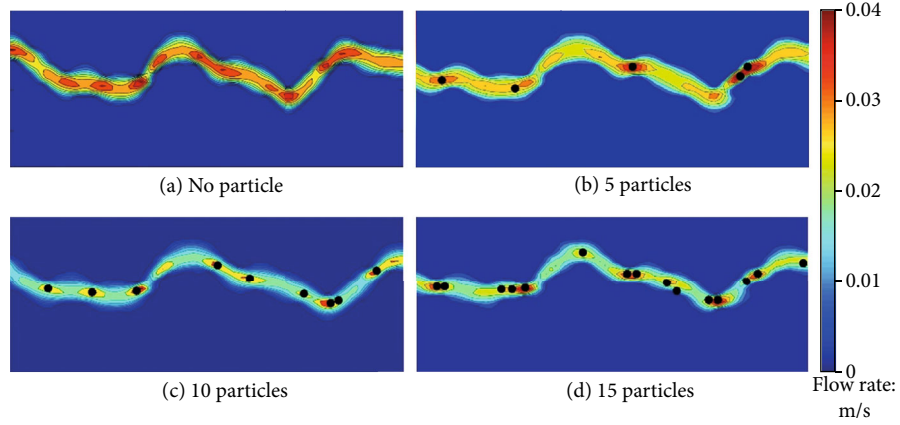 (a) No particle
(b) 5 particles
(c) 10 particles
(d) 15 particles
0.04
0.03
0.02
0.01
0
Flow rate:
m/s